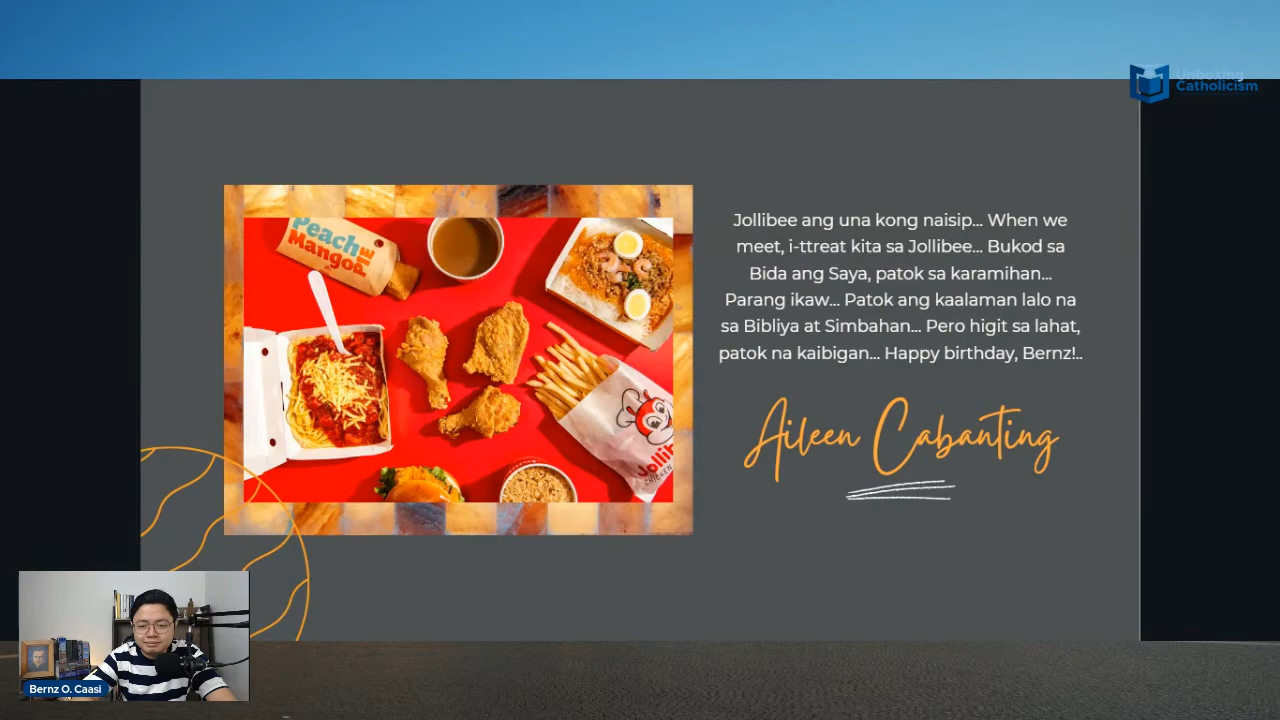 Unboxing
Catholicism
Peach
Mango
PIE
Jollibee ang una kong naisip... When we
meet, i-ttreat kita sa Jollibee... Bukod sa
Bida ang Saya, patok sa karamihan...
Parang ikaw... Patok ang kaalaman lalo na
sa Bibliya at Simbahan... Pero higit sa lahat,
patok na kaibigan... Happy birthday, Bernz!..
Aileen Cabanting
Jollib
CHICKEN
Bernz O. Caasi